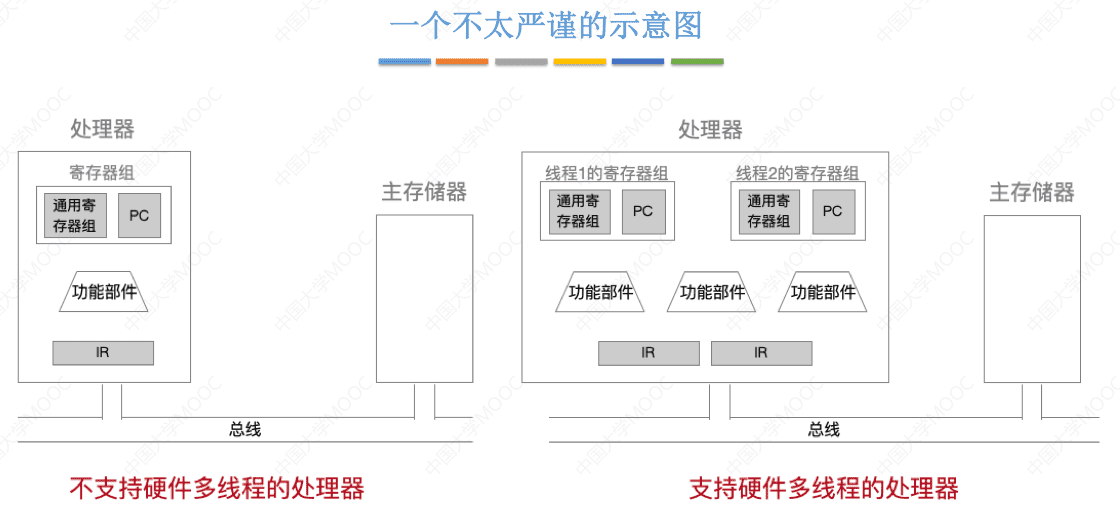 一个不太严谨的示意图
处理器
寄存器组
通用寄
存器组
PC
功能部件
IR
主存储器
总线
不支持硬件多线程的处理器
处理器
线程1的寄存器组
通用寄
存器组
PC
线程2的寄存器组
通用寄
存器组
PC
功能部件
功能部件
功能部件
IR
IR
主存储器
总线
支持硬件多线程的处理器
中国大学MOOC